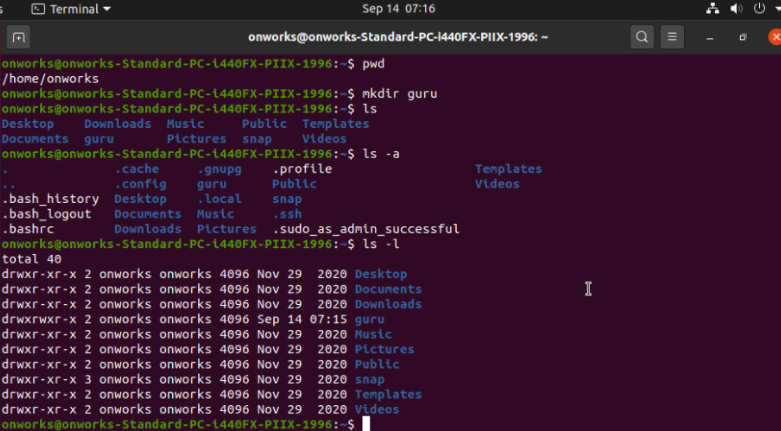 s Terminal Sep 14 07:16
onworks@onworks-Standard-PC-i440FX-PIIX-1996: ~
onworks@onworks-Standard-PC-i440FX-PIIX-1996:~$ pwd
/home/onworks
onworks@onworks-Standard-PC-i440FX-PIIX-1996:~$ mkdir guru
onworks@onworks-Standard-PC-i440FX-PIIX-1996:~$ ls
Desktop Downloads Music Public Templates
Documents guru Pictures snap Videos
onworks@onworks-Standard-PC-i440FX-PIIX-1996:~$ ls -a
. .cache .gnupg .profile Templates
.. .config guru Public Videos
.bash_history Desktop .local snap
.bash_logout Documents Music .ssh
.bashrc Downloads Pictures .sudo_as_admin_successful
onworks@onworks-Standard-PC-i440FX-PIIX-1996:~$ ls -l
total 40
drwxr-xr-x 2 onworks onworks 4096 Nov 29 2020 Desktop
drwxr-xr-x 2 onworks onworks 4096 Nov 29 2020 Documents
drwxr-xr-x 2 onworks onworks 4096 Nov 29 2020 Downloads
drwxrwxr-x 2 onworks onworks 4096 Sep 14 07:15 guru
drwxr-xr-x 2 onworks onworks 4096 Nov 29 2020 Music
drwxr-xr-x 2 onworks onworks 4096 Nov 29 2020 Pictures
drwxr-xr-x 2 onworks onworks 4096 Nov 29 2020 Public
drwxr-xr-x 3 onworks onworks 4096 Nov 29 2020 snap
drwxr-xr-x 2 onworks onworks 4096 Nov 29 2020 Templates
drwxr-xr-x 2 onworks onworks 4096 Nov 29 2020 Videos
onworks@onworks-Standard-PC-i440FX-PIIX-1996:~$